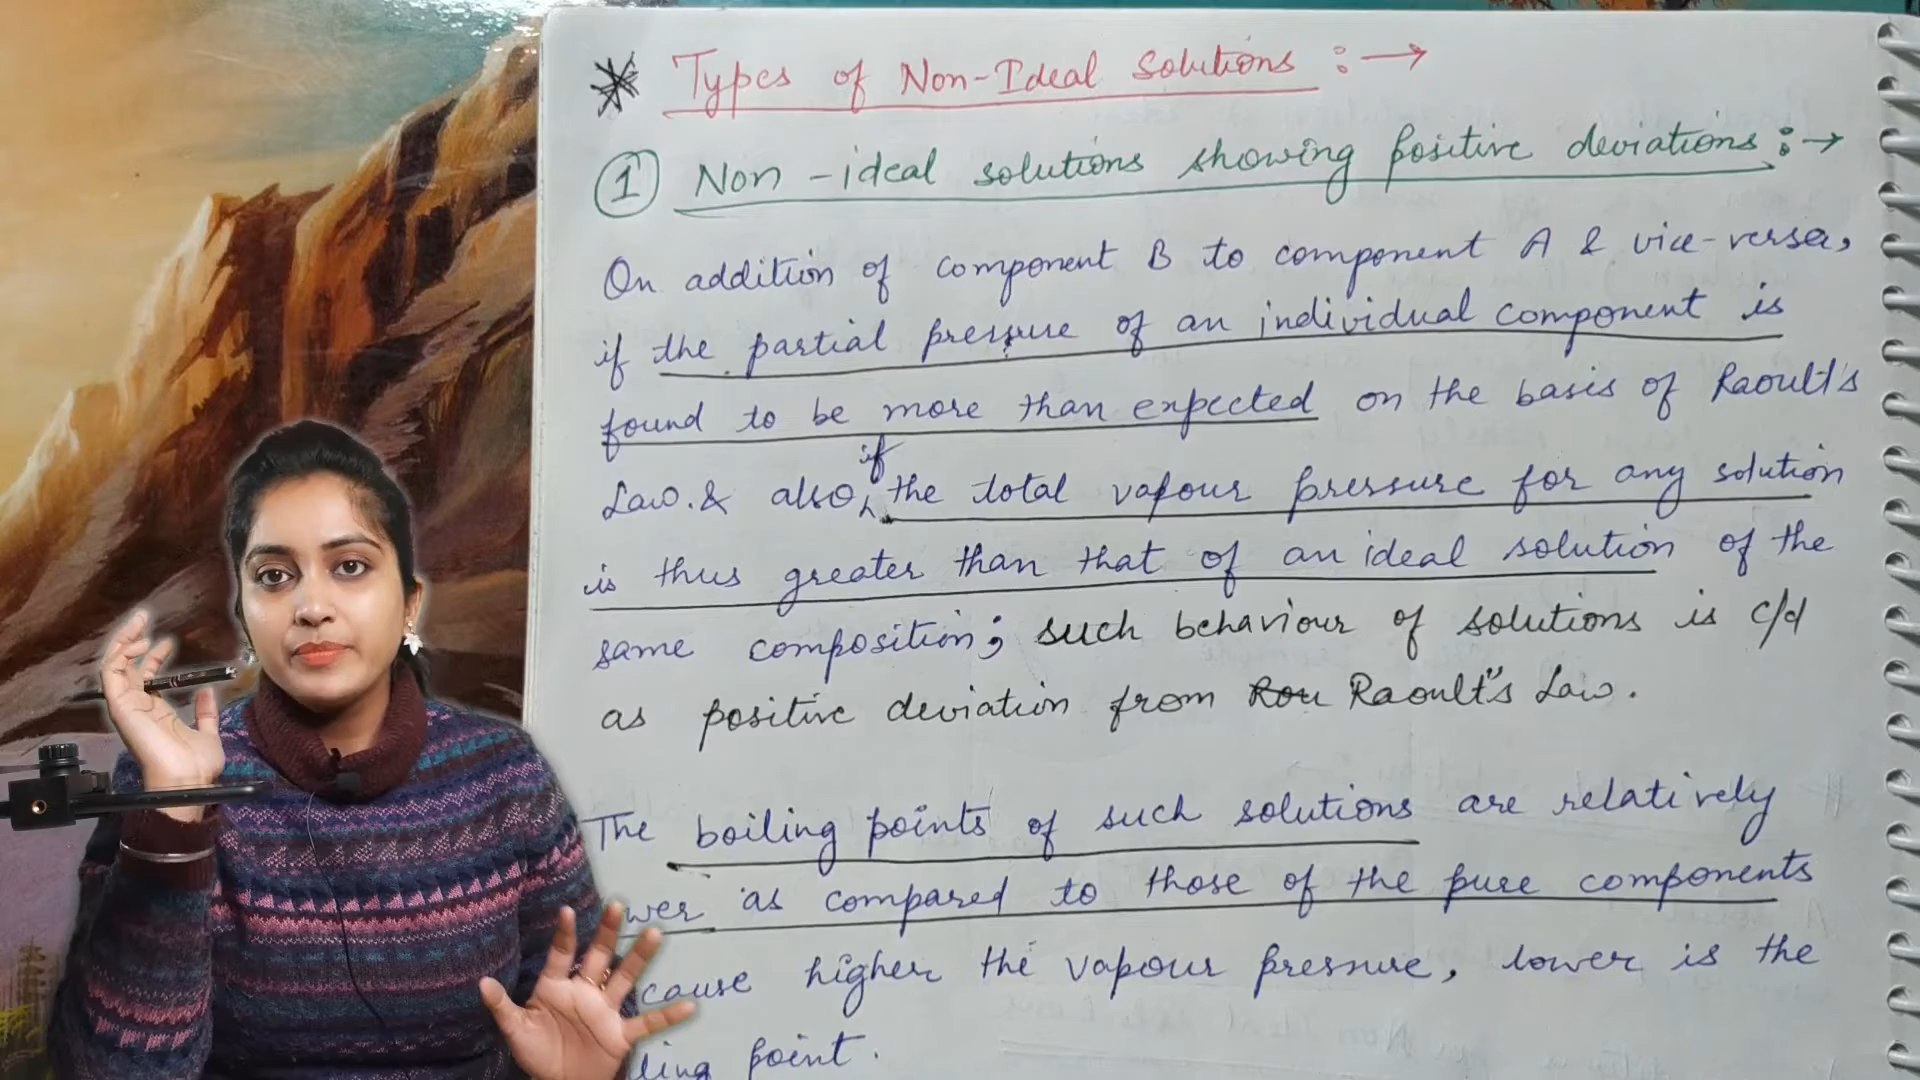 * Types of Non-Ideal Solutions :→
① Non-ideal solutions showing positive deviations :→
On addition of component B to component A & vice-versa,
if the partial pressure of an individual component is
found to be more than expected on the basis of Raoult's
Law. & also, if the total vapour pressure for any solution
is thus greater than that of an ideal solution of the
same composition; such behaviour of solutions is c/d
as positive deviation from Rou Raoult's Law.
The boiling points of such solutions are relatively
wer as compared to those of the pure components
cause higher the vapour pressure, lower is the
ling point.